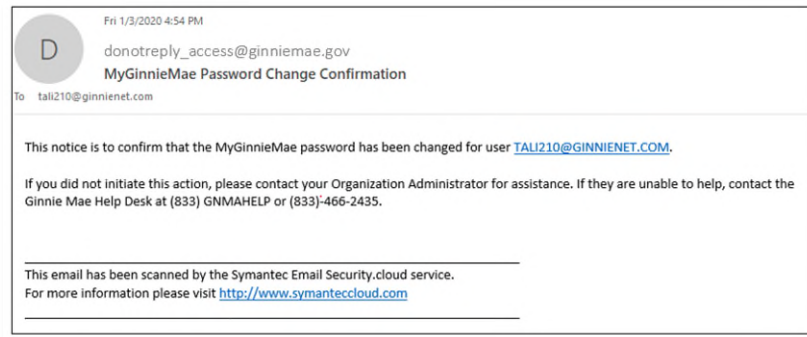 Fri 1/3/2020 4:54 PM
D
donotreply_access@ginniemae.gov
MyGinnieMae Password Change Confirmation
To tali210@ginnienet.com
This notice is to confirm that the MyGinnieMae password has been changed for user TALI210@GINNIENET.COM.
If you did not initiate this action, please contact your Organization Administrator for assistance. If they are unable to help, contact the
Ginnie Mae Help Desk at (833) GNMAHELP or (833)-466-2435.
This email has been scanned by the Symantec Email Security.cloud service.
For more information please visit http://www.symanteccloud.com